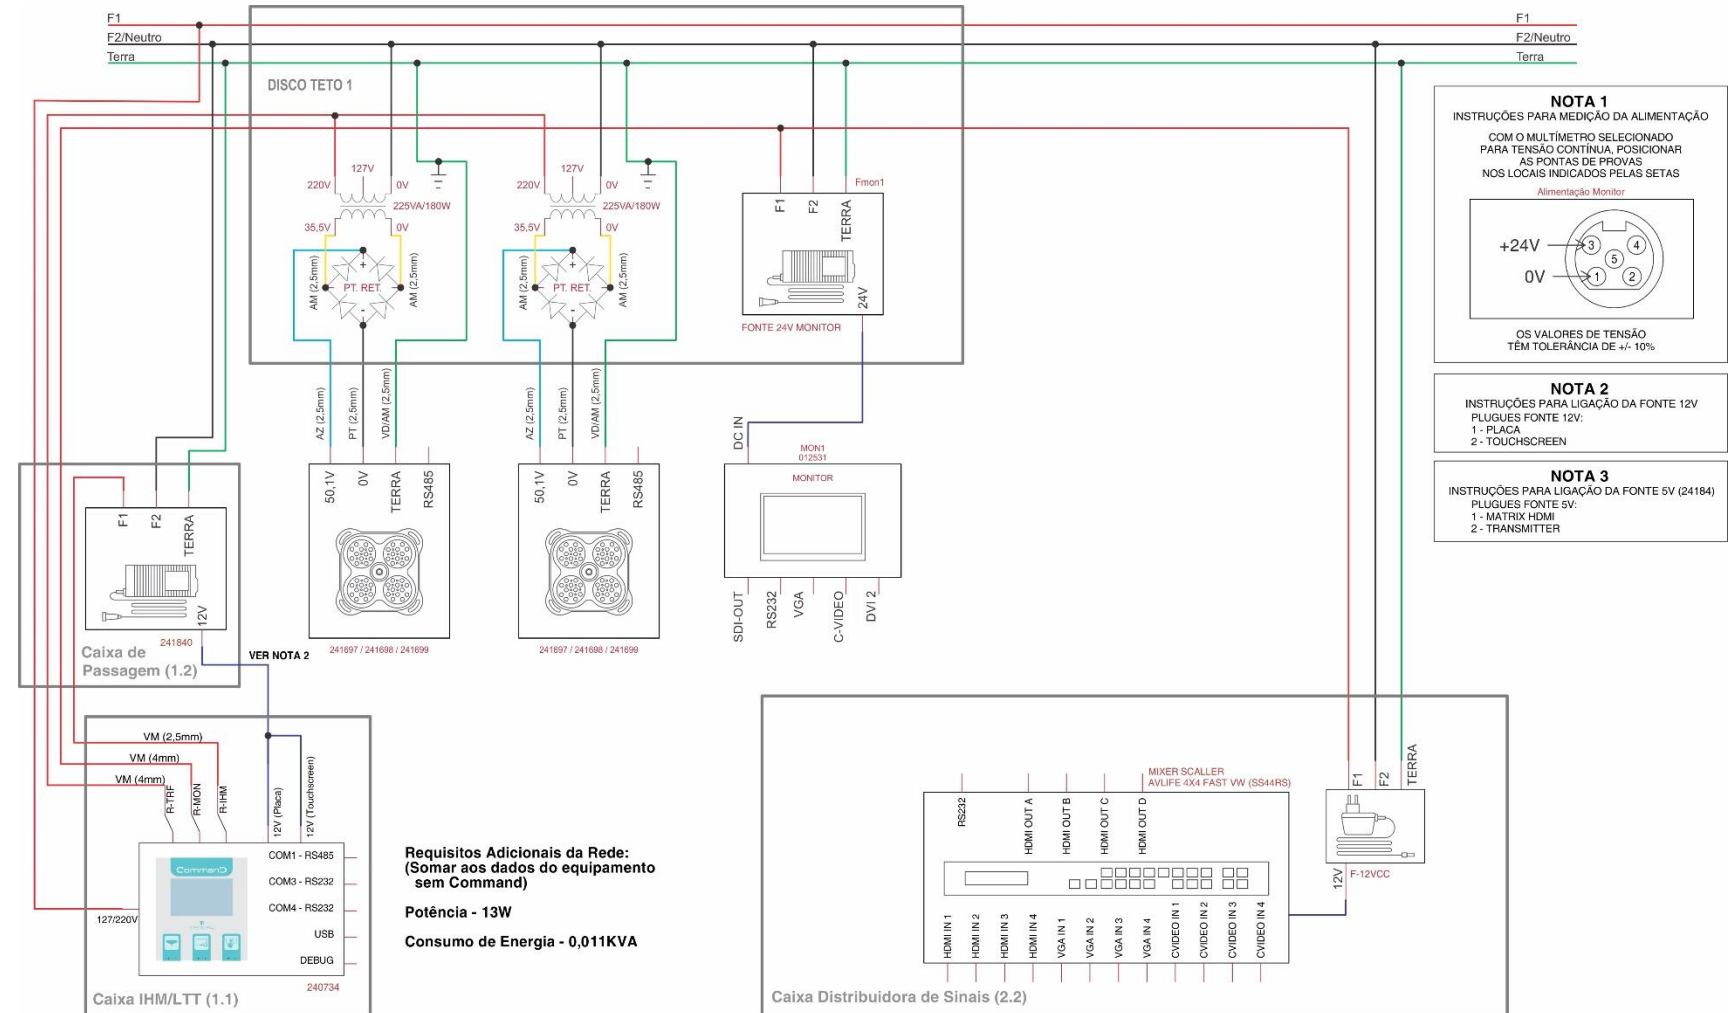 F1
F1
F2/Neutro
F2/Neutro
Terra
Terra
DISCO TETO 1
127V
220V
0V
225VA/180W
35,5V
0V
AM (2,5mm)
+
PT. RET.
-
AM (2,5mm)
127V
220V
0V
225VA/180W
35,5V
0V
AM (2,5mm)
+
PT. RET.
-
AM (2,5mm)
Fmon1
F1
F2
TERRA
24V
FONTE 24V MONITOR
NOTA 1
INSTRUÇÕES PARA MEDIÇÃO DA ALIMENTAÇÃO
COM O MULTÍMETRO SELECIONADO
PARA TENSÃO CONTÍNUA, POSICIONAR
AS PONTAS DE PROVAS
NOS LOCAIS INDICADOS PELAS SETAS
Alimentação Monitor
+24V
0V
3
4
5
1
2
OS VALORES DE TENSÃO
TÊM TOLERÂNCIA DE +/- 10%
NOTA 2
INSTRUÇÕES PARA LIGAÇÃO DA FONTE 12V
PLUGUES FONTE 12V:
1 - PLACA
2 - TOUCHSCREEN
NOTA 3
INSTRUÇÕES PARA LIGAÇÃO DA FONTE 5V (24184)
PLUGUES FONTE 5V:
1 - MATRIX HDMI
2 - TRANSMITTER
AZ (2,5mm)
PT (2,5mm)
VD/AM (2,5mm)
50,1V
0V
TERRA
RS485
241697 / 241698 / 241699
AZ (2,5mm)
PT (2,5mm)
VD/AM (2,5mm)
50,1V
0V
TERRA
RS485
241697 / 241698 / 241699
DC IN
MON1
012531
MONITOR
SDI-OUT
RS232
VGA
C-VIDEO
DVI 2
F1
F2
TERRA
12V
241840
Caixa de
Passagem (1.2)
VER NOTA 2
VM (2,5mm)
VM (4mm)
VM (4mm)
R-TRF
R-MON
R-IHM
12V (Placa)
12V (Touchscreen)
127/220V
CommanD
COM1 - RS485
COM3 - RS232
COM4 - RS232
USB
DEBUG
240734
Caixa IHM/LTT (1.1)
Requisitos Adicionais da Rede:
(Somar aos dados do equipamento
sem Command)
Potência - 13W
Consumo de Energia - 0,011KVA
MIXER SCALLER
AVLIFE 4X4 FAST VW (SS44RS)
RS232
HDMI OUT A
HDMI OUT B
HDMI OUT C
HDMI OUT D
HDMI IN 1
HDMI IN 2
HDMI IN 3
HDMI IN 4
VGA IN 1
VGA IN 2
VGA IN 3
VGA IN 4
CVIDEO IN 1
CVIDEO IN 2
CVIDEO IN 3
CVIDEO IN 4
F1
F2
TERRA
12V
F-12VCC
Caixa Distribuidora de Sinais (2.2)